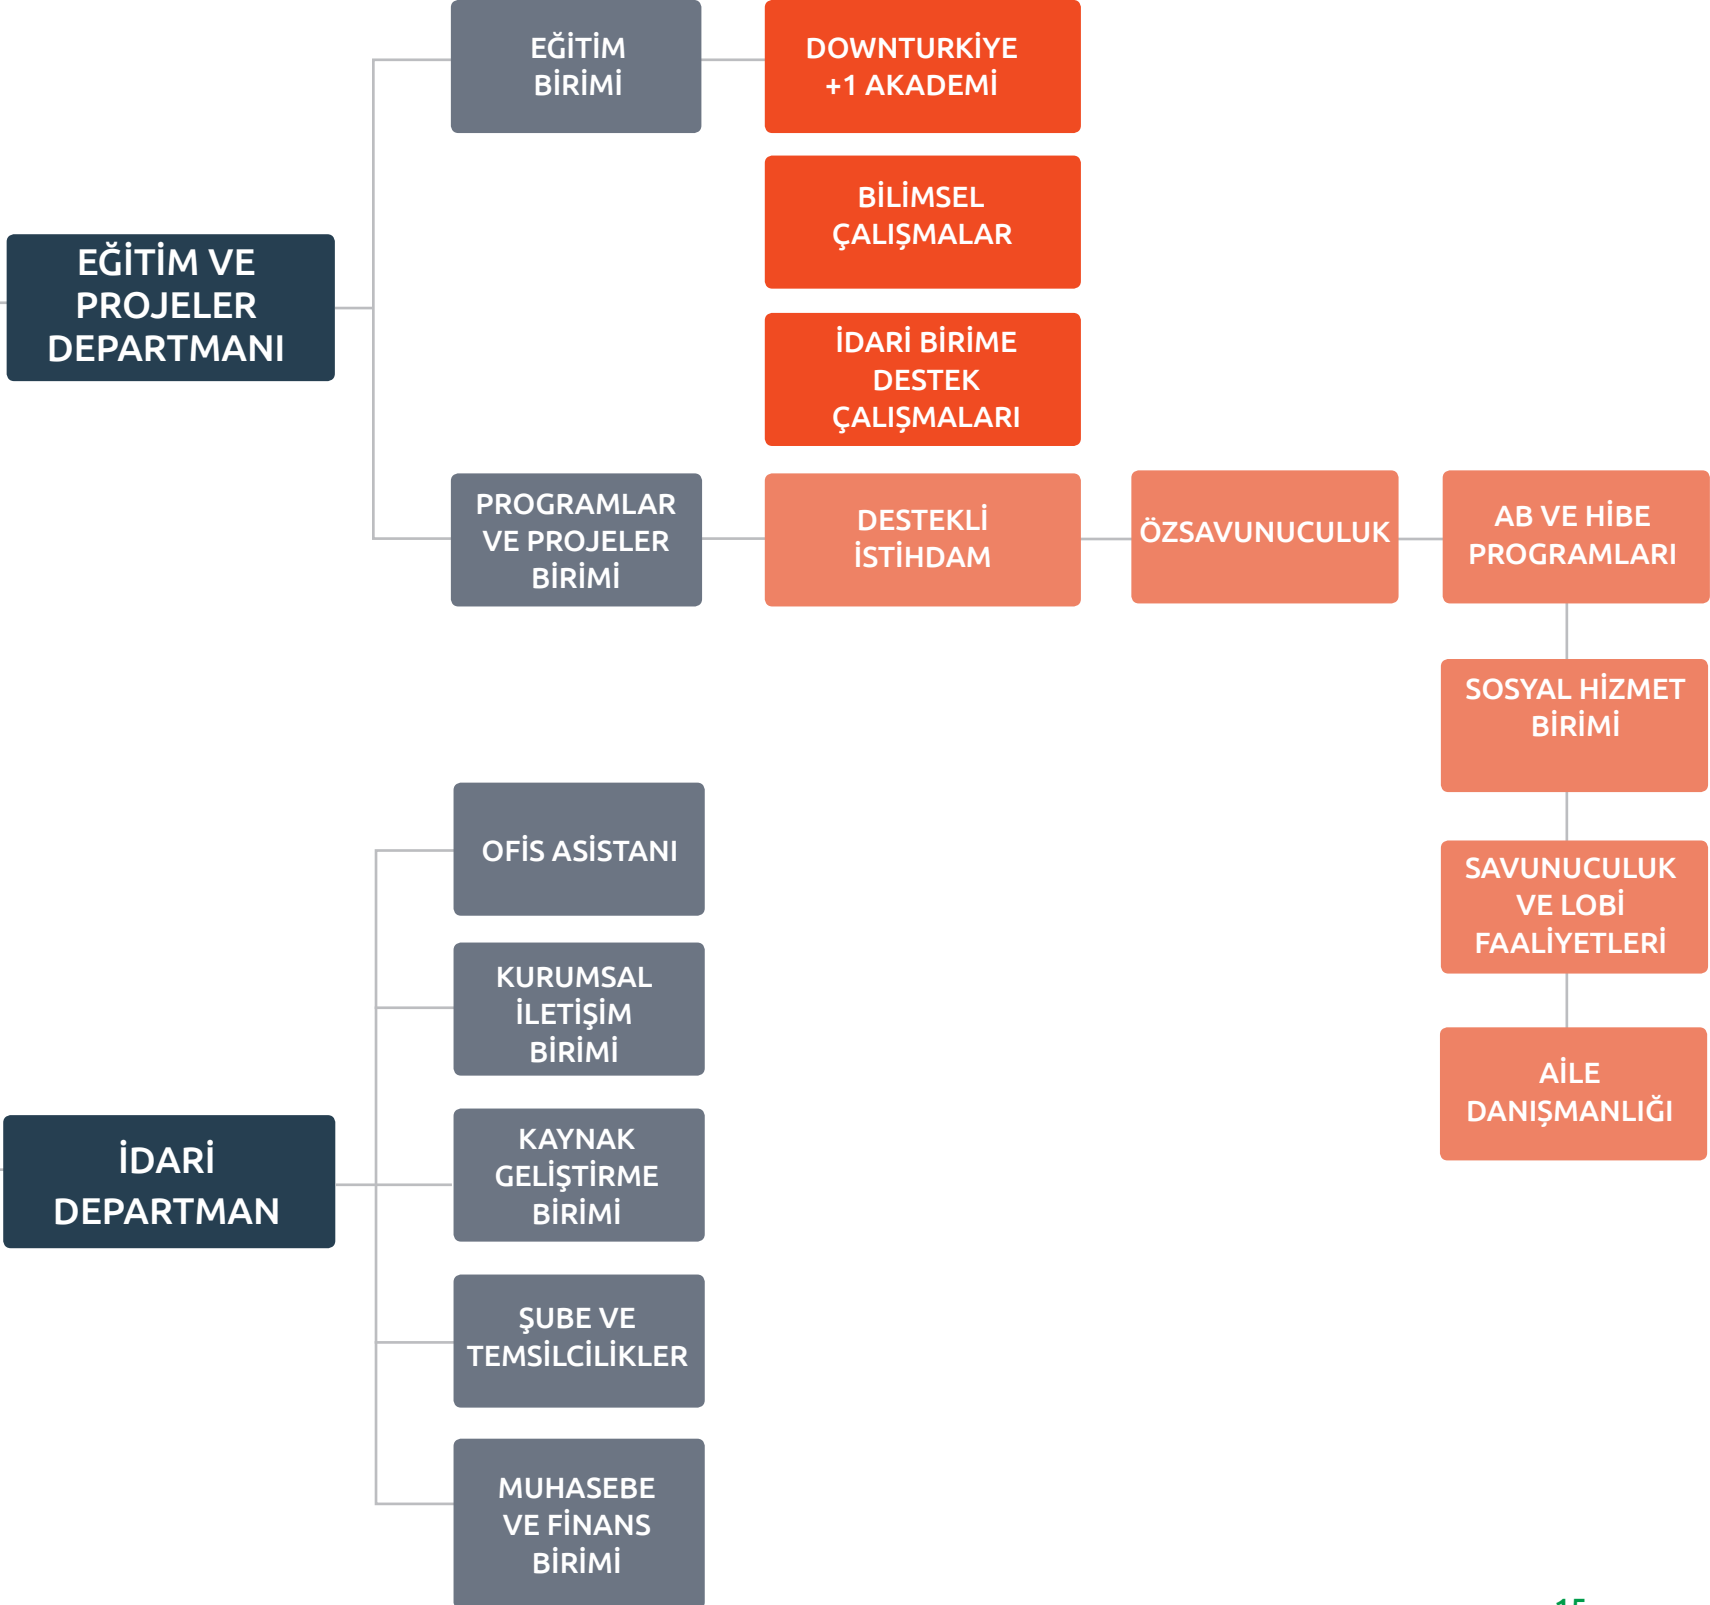 EĞİTİM
BİRİMİ
DOWNTURKİYE
+1 AKADEMİ
BİLİMSEL
ÇALIŞMALAR
EĞİTİM VE
PROJELER
DEPARTMANI
İDARİ BİRİME
DESTEK
ÇALIŞMALARI
PROGRAMLAR
VE PROJELER
BİRİMİ
DESTEKLİ
İSTİHDAM
ÖZSAVUNUCULUK
AB VE HİBE
PROGRAMLARI
SOSYAL HİZMET
BİRİMİ
SAVUNUCULUK
VE LOBİ
FAALİYETLERİ
AİLE
DANIŞMANLIĞI
OFİS ASİSTANI
KURUMSAL
İLETİŞİM
BİRİMİ
İDARİ
DEPARTMAN
KAYNAK
GELİŞTİRME
BİRİMİ
ŞUBE VE
TEMSİLCİLİKLER
MUHASEBE
VE FİNANS
BİRİMİ